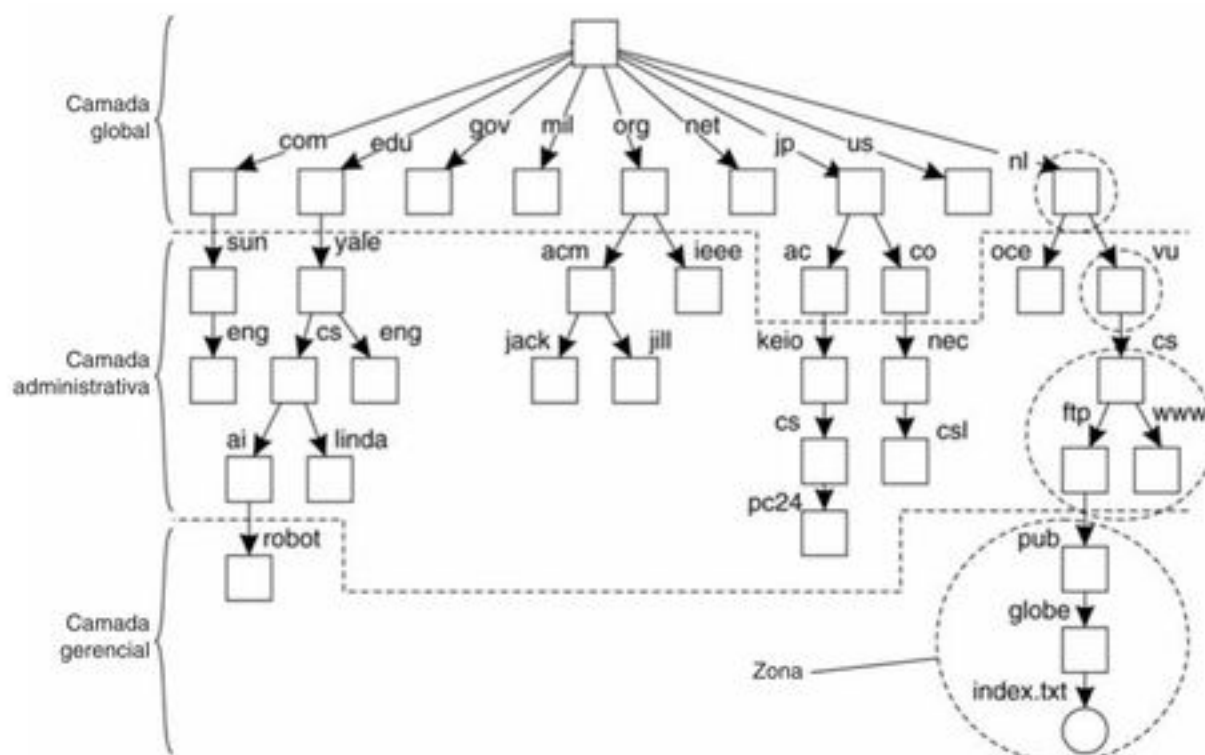 Camada
global
com
edu
gov
mil
org
net
jp
us
nl
sun
yale
acm
ieee
ac
co
oce
vu
Camada
administrativa
eng
cs
eng
jack
jill
keio
nec
cs
ai
linda
cs
csl
ftp
www
pc24
robot
pub
Camada
gerencial
globe
Zona
index.txt